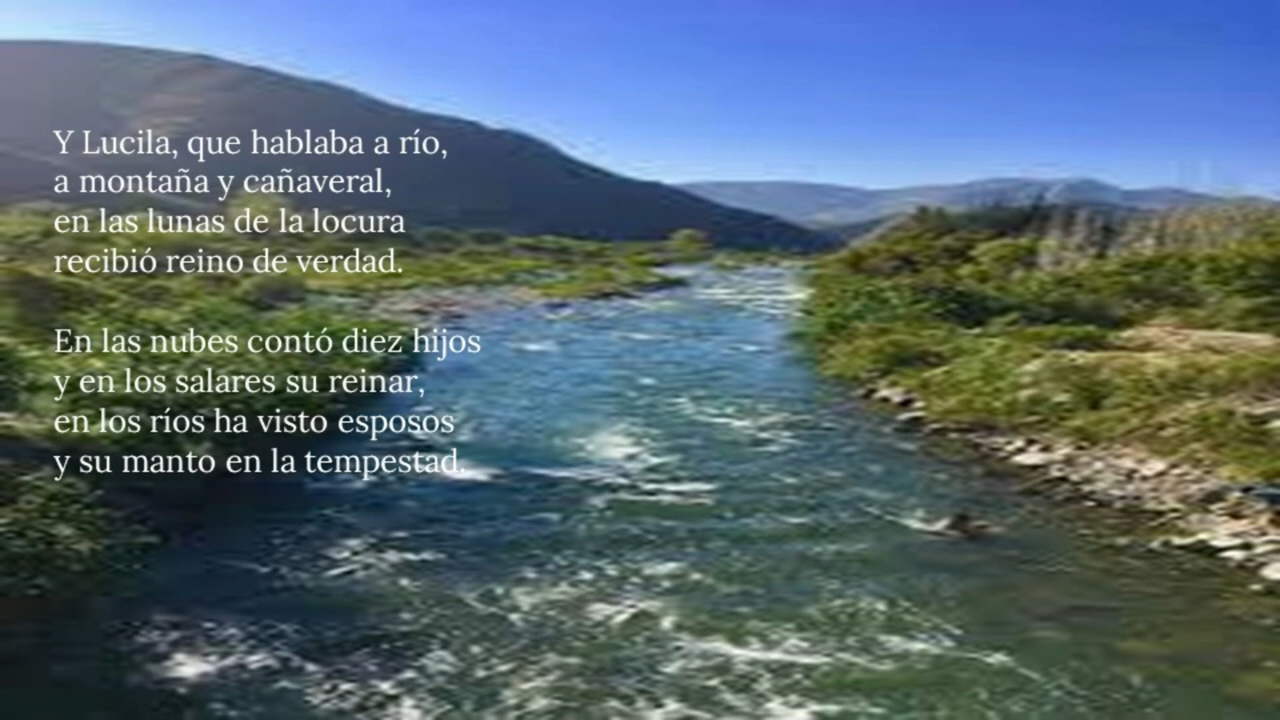 Y Lucila, que hablaba a río,
a montaña y cañaveral,
en las lunas de la locura
recibió reino de verdad.
En las nubes contó diez hijos
y en los salares su reinar,
en los ríos ha visto esposos
y su manto en la tempestad.